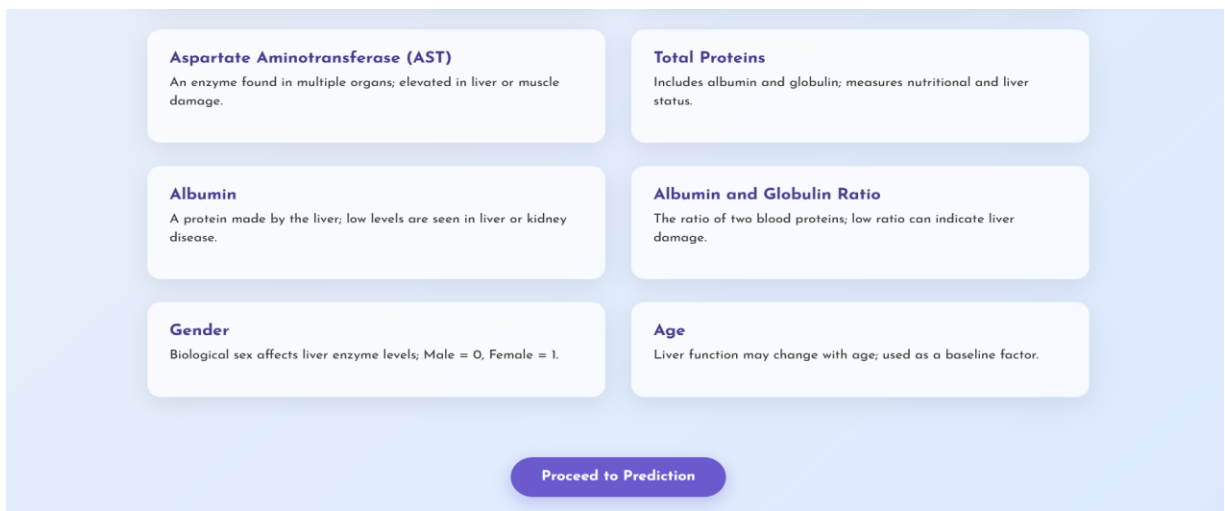 Aspartate Aminotransferase (AST)
An enzyme found in multiple organs; elevated in liver or muscle
damage.
Total Proteins
Includes albumin and globulin; measures nutritional and liver
status.
Albumin
A protein made by the liver; low levels are seen in liver or kidney
disease.
Albumin and Globulin Ratio
The ratio of two blood proteins; low ratio can indicate liver
damage.
Gender
Biological sex affects liver enzyme levels; Male = 0, Female = 1.
Age
Liver function may change with age; used as a baseline factor.
Proceed to Prediction